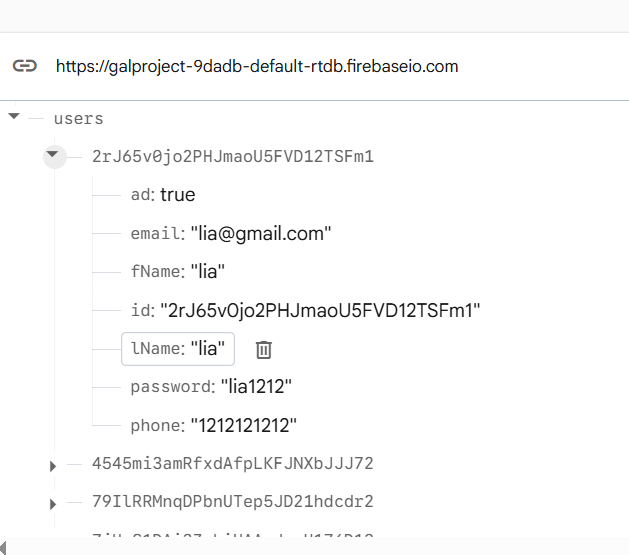 https://galproject-9dadb-default-rtdb.firebaseio.com
users
2rJ65v0jo2PHJmaoU5FVD12TSFm1
ad: true
email: "lia@gmail.com"
fName: "lia"
id: "2rJ65v0jo2PHJmaoU5FVD12TSFm1"
lName: "lia"
password: "lia1212"
phone: "1212121212"
4545mi3amRfxdAfpLKFJNXbJJJ72
79IlRRMnqDPbnUTep5JD21hdcdr2